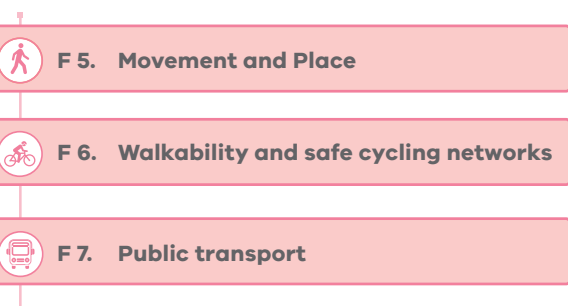 F 5. Movement and Place
F 6. Walkability and safe cycling networks
F 7. Public transport